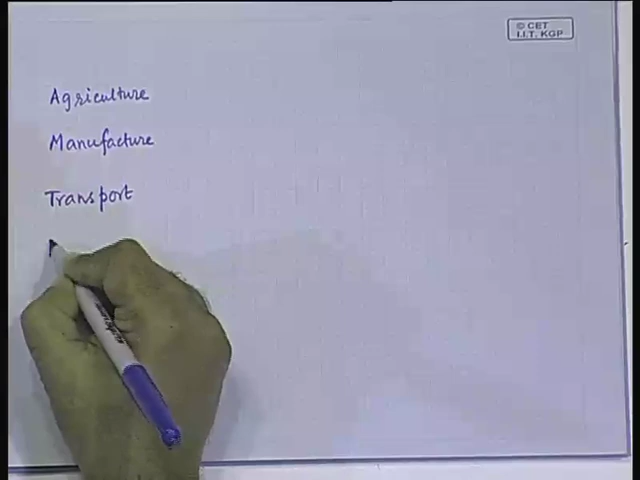 © CET
I.I.T. KGP
Agriculture
Manufacture
Transport